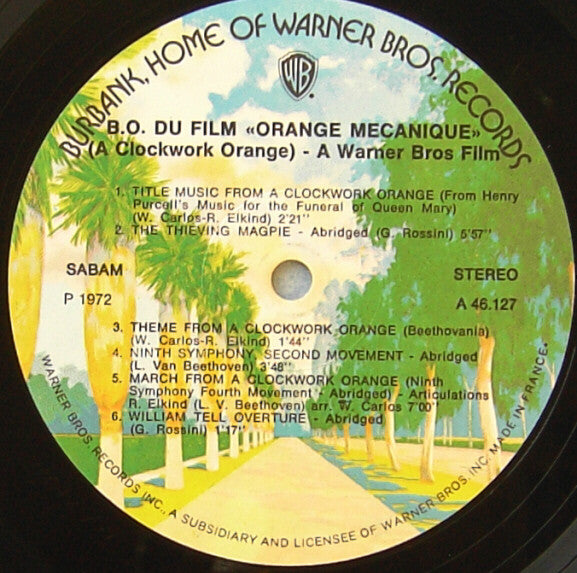 BURBANK, HOME OF WARNER BROS. RECORDS
WB
B.O. DU FILM «ORANGE MECANIQUE»
(A Clockwork Orange) - A Warner Bros Film
1. TITLE MUSIC FROM A CLOCKWORK ORANGE (From Henry
Purcell's Music for the Funeral of Queen Mary)
(W. Carlos-R. Elkind) 2'21''
2. THE THIEVING MAGPIE - Abridged (G. Rossini) 5'57''
SABAM
STEREO
P 1972
A 46.127
3. THEME FROM A CLOCKWORK ORANGE (Beethovania)
(W. Carlos-R. Elkind) 1'44''
4. NINTH SYMPHONY, SECOND MOVEMENT - Abridged
(L. Van Beethoven) 3'48''
5. MARCH FROM A CLOCKWORK ORANGE (Ninth
Symphony Fourth Movement - Abridged) - Articulations
R. Elkind (L. V. Beethoven) arr. W. Carlos 7'00''
6. WILLIAM TELL OVERTURE - Abridged
(G. Rossini) 1'17''
WARNER BROS. RECORDS INC., A SUBSIDIARY AND LICENSEE OF WARNER BROS. INC. MADE IN FRANCE.